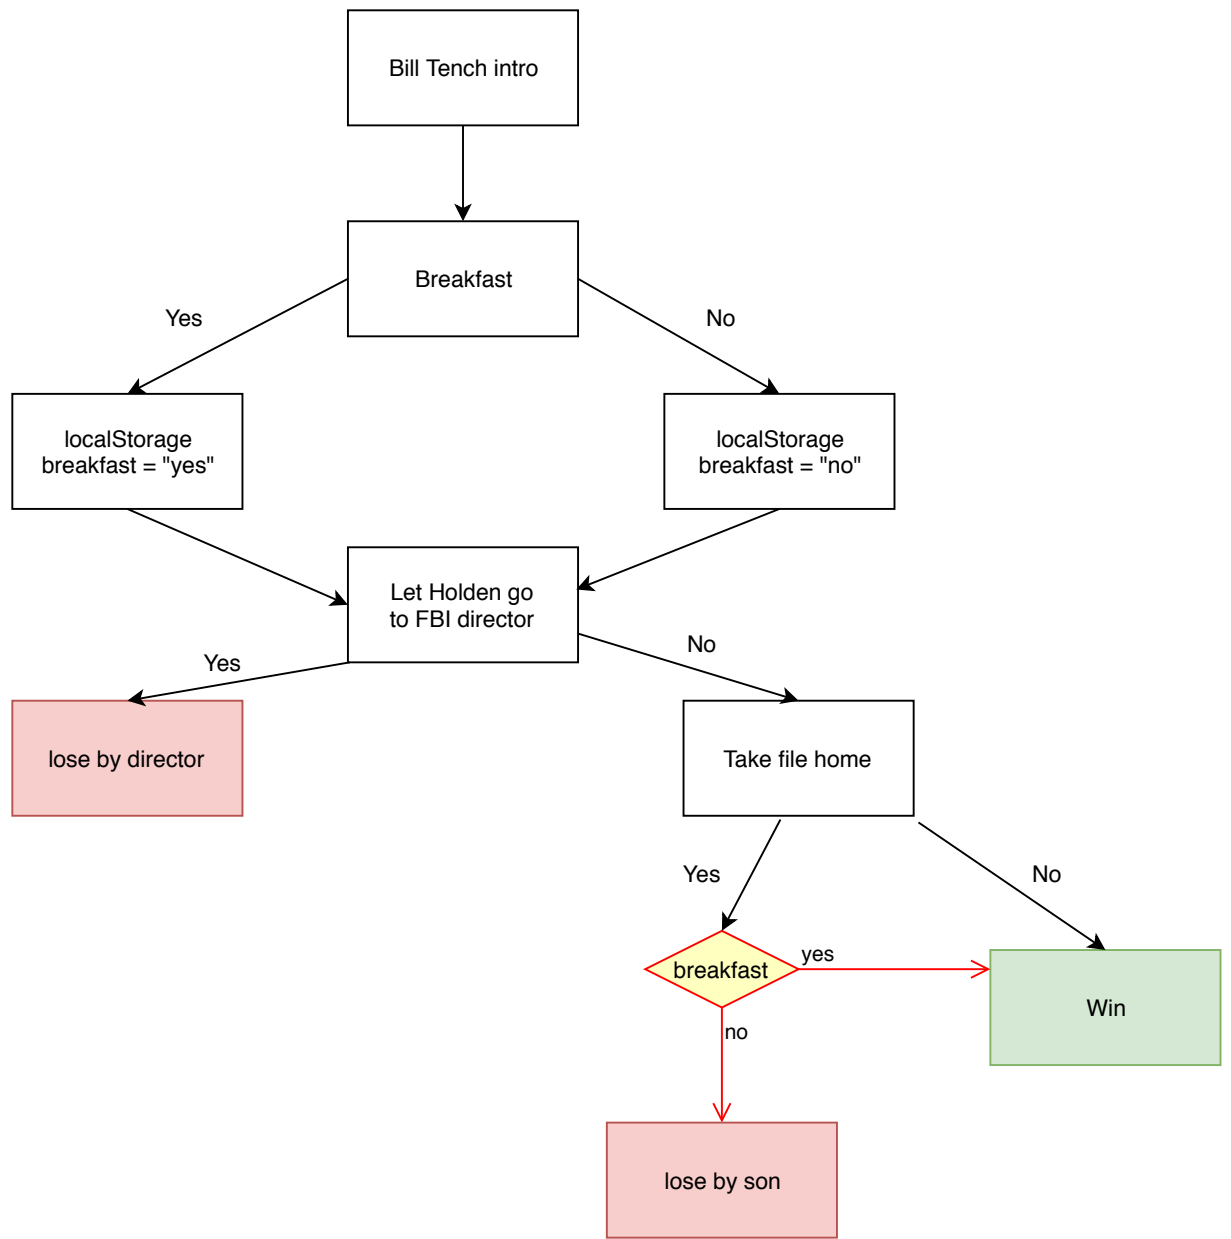 Bill Tench intro
Breakfast
Yes
No
localStorage
breakfast = "yes"
localStorage
breakfast = "no"
Let Holden go
to FBI director
Yes
No
lose by director
Take file home
Yes
No
breakfast
yes
no
Win
lose by son